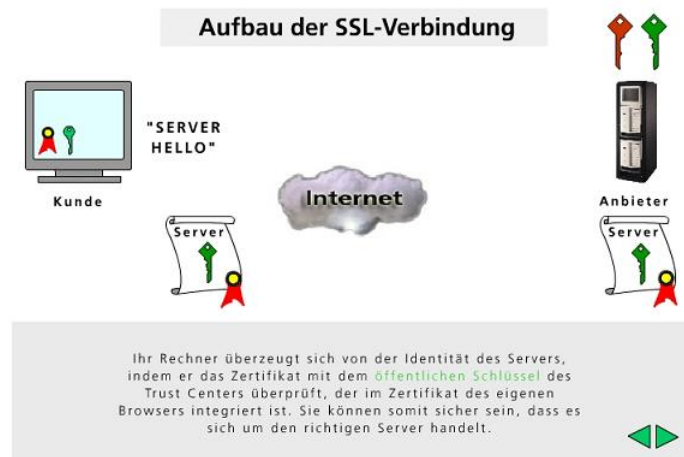 Aufbau der SSL-Verbindung
"SERVER
HELLO"
Kunde
Internet
Anbieter
Server
Server
Ihr Rechner überzeugt sich von der Identität des Servers,
indem er das Zertifikat mit dem öffentlichen Schlüssel des
Trust Centers überprüft, der im Zertifikat des eigenen
Browsers integriert ist. Sie können somit sicher sein, dass es
sich um den richtigen Server handelt.